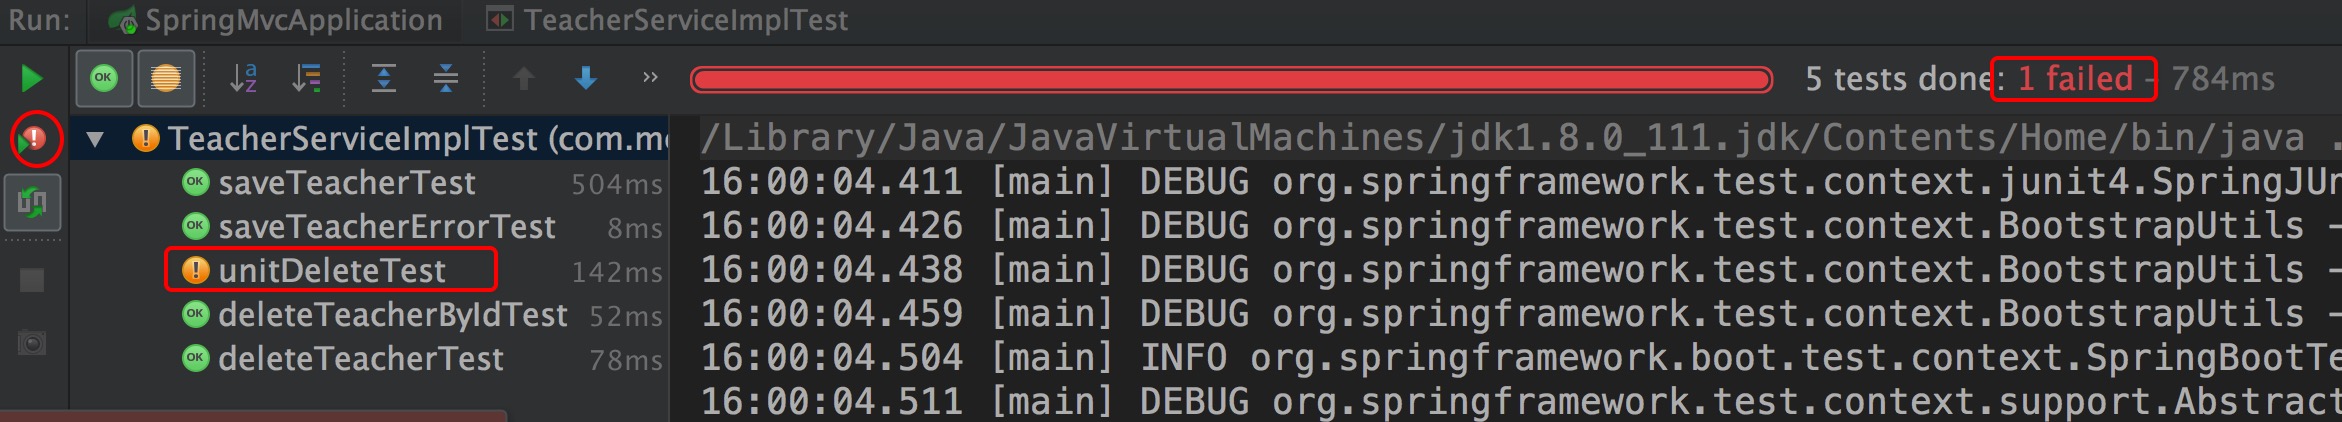 Run: SpringMvcApplication TeacherServiceImplTest
5 tests done: 1 failed - 784ms
TeacherServiceImplTest (com.me
OK saveTeacherTest 504ms
OK saveTeacherErrorTest 8ms
unitDeleteTest 142ms
OK deleteTeacherByIdTest 52ms
OK deleteTeacherTest 78ms
/Library/Java/JavaVirtualMachines/jdk1.8.0_111.jdk/Contents/Home/bin/java .
16:00:04.411 [main] DEBUG org.springframework.test.context.junit4.SpringJUn
16:00:04.426 [main] DEBUG org.springframework.test.context.BootstrapUtils -
16:00:04.438 [main] DEBUG org.springframework.test.context.BootstrapUtils -
16:00:04.459 [main] DEBUG org.springframework.test.context.BootstrapUtils -
16:00:04.504 [main] INFO org.springframework.boot.test.context.SpringBootTe
16:00:04.511 [main] DEBUG org.springframework.test.context.support.Abstract